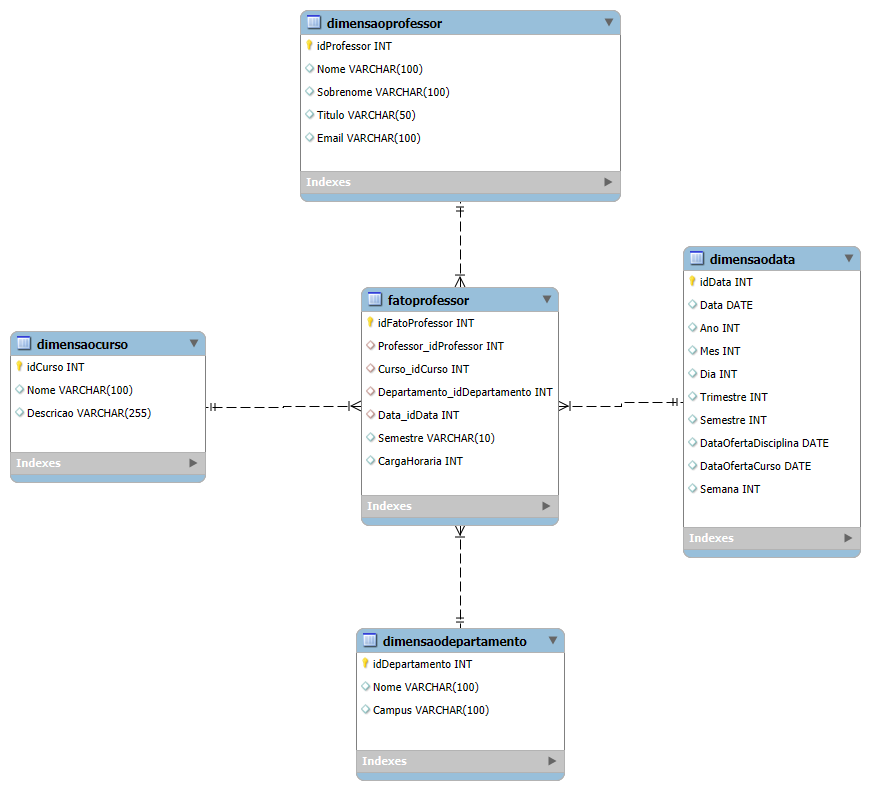 dimensaoprofessor
idProfessor INT
Nome VARCHAR(100)
Sobrenome VARCHAR(100)
Titulo VARCHAR(50)
Email VARCHAR(100)
Indexes
dimensaocurso
idCurso INT
Nome VARCHAR(100)
Descricao VARCHAR(255)
Indexes
fatoprofessor
idFatoProfessor INT
Professor_idProfessor INT
Curso_idCurso INT
Departamento_idDepartamento INT
Data_idData INT
Semestre VARCHAR(10)
CargaHoraria INT
Indexes
dimensaodata
idData INT
Data DATE
Ano INT
Mes INT
Dia INT
Trimestre INT
Semestre INT
DataOfertaDisciplina DATE
DataOfertaCurso DATE
Semana INT
Indexes
dimensaodepartamento
idDepartamento INT
Nome VARCHAR(100)
Campus VARCHAR(100)
Indexes